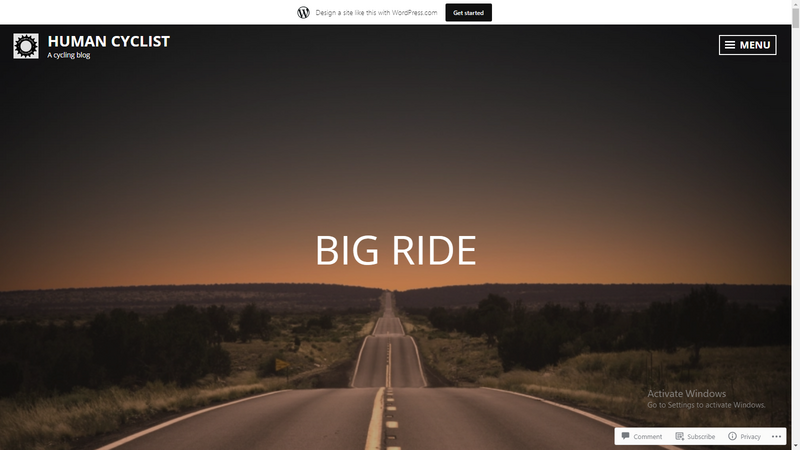 Design a site like this with WordPress.com
Get started
HUMAN CYCLIST
A cycling blog
MENU
BIG RIDE
Activate Windows
Go to Settings to activate Windows.
Comment
Subscribe
Privacy